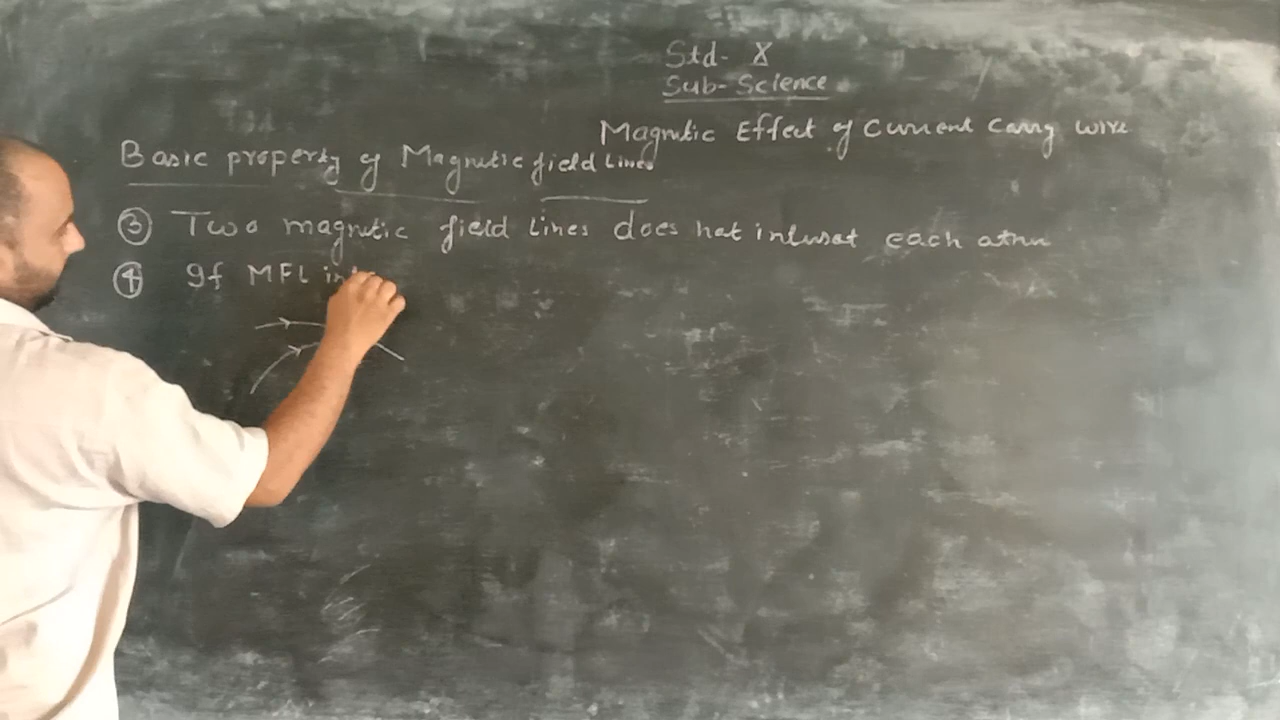 Std- X
Sub-Science
Magnetic Effect of Current Carry wire
Basic property of Magnetic field Lines
③ Two magnetic field lines does not intersect each other
④ If MFL int